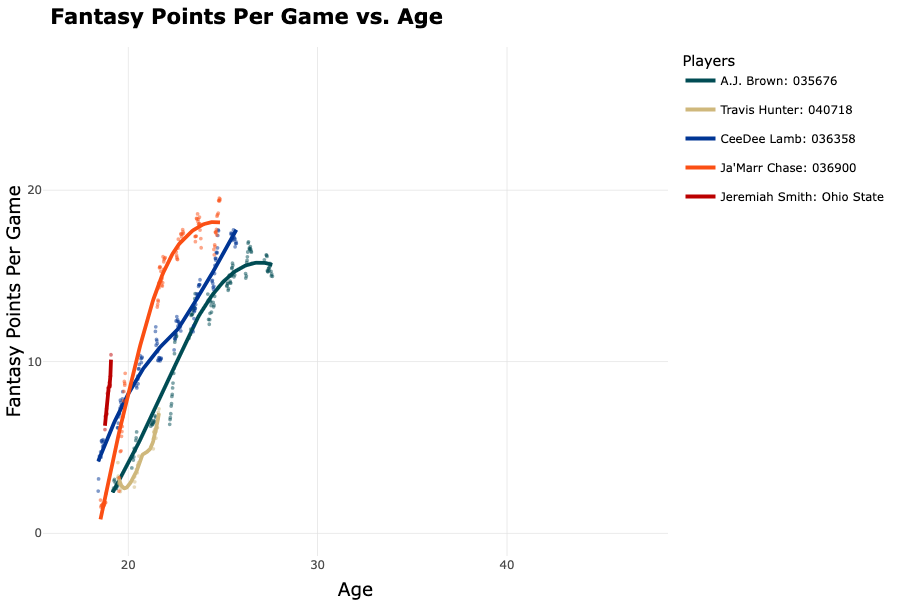 Fantasy Points Per Game vs. Age
Players
A.J. Brown: 035676
Travis Hunter: 040718
CeeDee Lamb: 036358
Ja'Marr Chase: 036900
Jeremiah Smith: Ohio State
Fantasy Points Per Game
20
10
0
20
30
40
Age